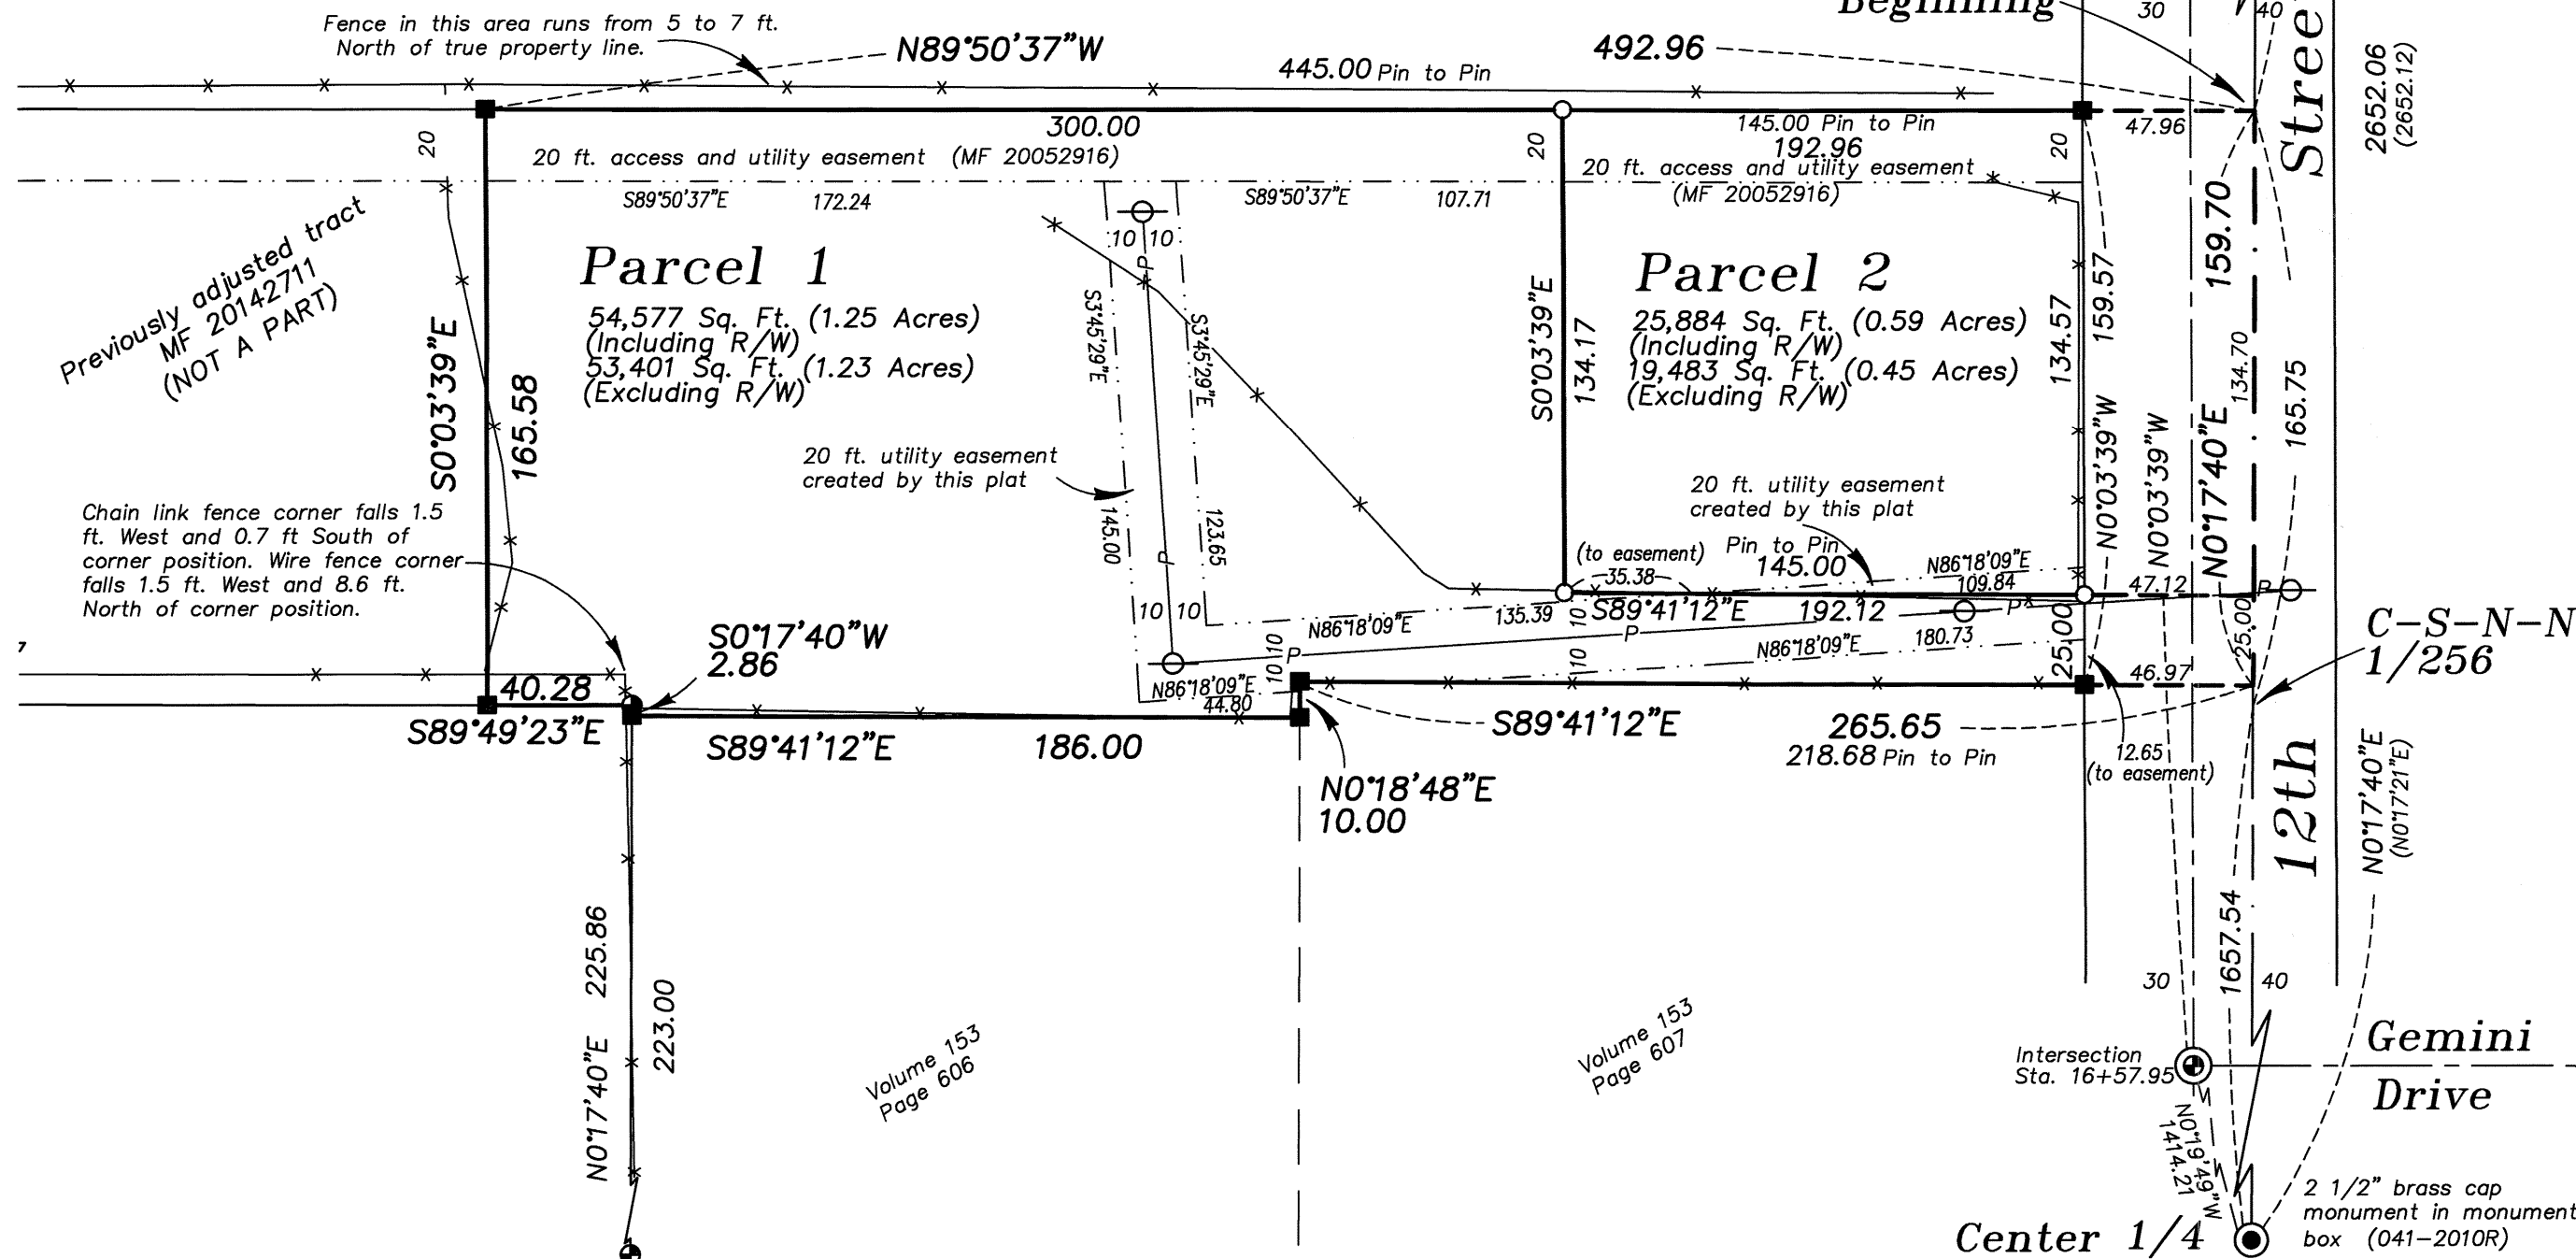 Fence in this area runs from 5 to 7 ft.
North of true property line.
N89°50'37"W
445.00 Pin to Pin
492.96
Beginning
30
40
Street
2652.06
(2652.12)
300.00
145.00 Pin to Pin
192.96
47.96
20
20 ft. access and utility easement (MF 20052916)
20
20
20 ft. access and utility easement
(MF 20052916)
S89°50'37"E
172.24
S89°50'37"E
107.71
Previously adjusted tract
MF 20142711
(NOT A PART)
Parcel 1
54,577 Sq. Ft. (1.25 Acres)
(Including R/W)
53,401 Sq. Ft. (1.23 Acres)
(Excluding R/W)
10
10
P
S3°45'29"E
S3°45'29"E
Parcel 2
25,884 Sq. Ft. (0.59 Acres)
(Including R/W)
19,483 Sq. Ft. (0.45 Acres)
(Excluding R/W)
S0°03'39"E
134.17
134.57
159.57
159.70
134.70
165.75
S0°03'39"E
165.58
20 ft. utility easement
created by this plat
145.00
123.65
P
20 ft. utility easement
created by this plat
N0°03'39"W
N0°03'39"W
N0°17'40"E
Chain link fence corner falls 1.5
ft. West and 0.7 ft South of
corner position. Wire fence corner
falls 1.5 ft. West and 8.6 ft.
North of corner position.
(to easement)
35.38
Pin to Pin
145.00
N86°18'09"E
109.84
47.12
P
10
10
N86°18'09"E
135.39
10
S89°41'12"E
192.12
P
P
25.00
25.00
C-S-N-N
1/256
S0°17'40"W
2.86
10
10
P
10
N86°18'09"E
180.73
46.97
40.28
S89°49'23"E
N86°18'09"E
44.80
S89°41'12"E
186.00
S89°41'12"E
265.65
218.68 Pin to Pin
12.65
(to easement)
N0°18'48"E
10.00
12th
N0°17'40"E
(N0°17'21"E)
N0°17'40"E 225.86
223.00
Volume 153
Page 606
Volume 153
Page 607
30
1657.54
40
Intersection
Sta. 16+57.95
Gemini
Drive
N0°19'49"W
1414.21
Center 1/4
2 1/2" brass cap
monument in monument
box (041-2010R)